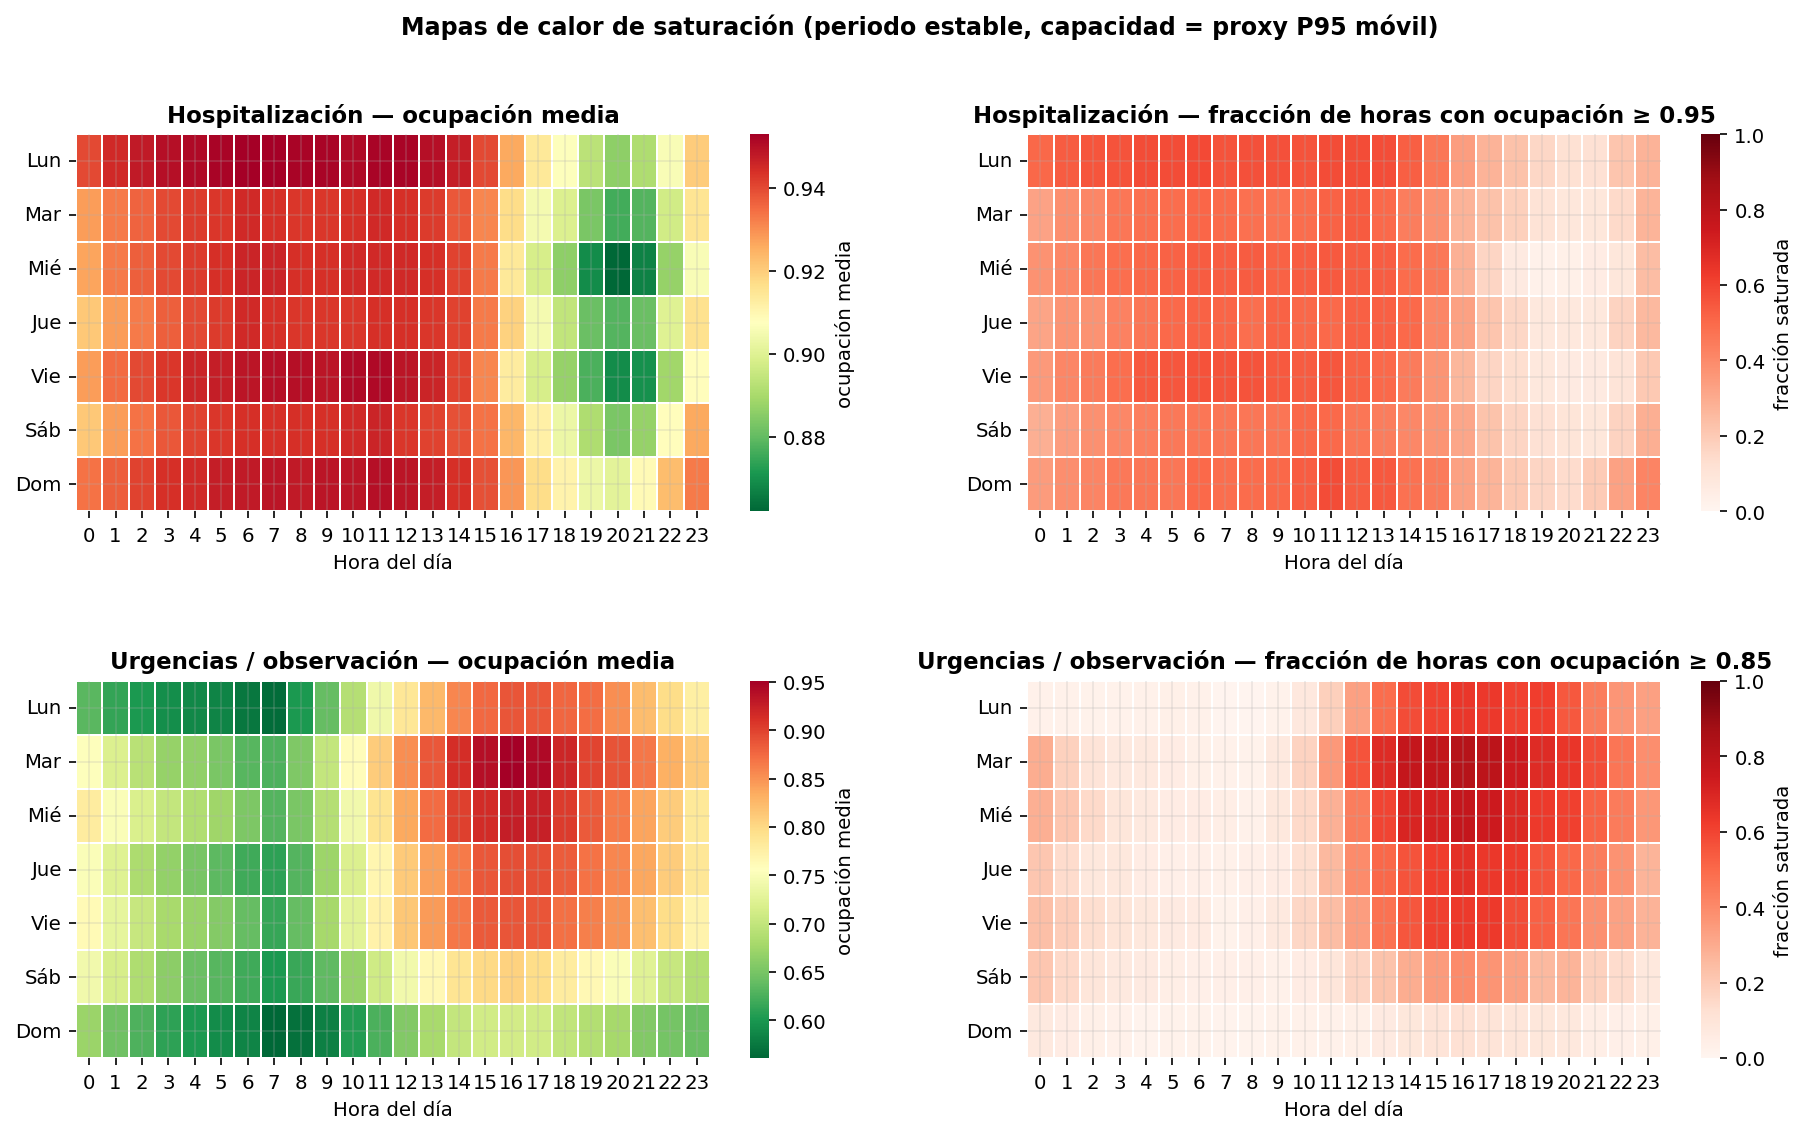 Mapas de calor de saturación (periodo estable, capacidad = proxy P95 móvil)
Hospitalización — ocupación media
Lun
Mar
Mié
Jue
Vie
Sáb
Dom
0 1 2 3 4 5 6 7 8 9 10 11 12 13 14 15 16 17 18 19 20 21 22 23
Hora del día
0.94
0.92
0.90
0.88
ocupación media
Hospitalización — fracción de horas con ocupación ≥ 0.95
Lun
Mar
Mié
Jue
Vie
Sáb
Dom
0 1 2 3 4 5 6 7 8 9 10 11 12 13 14 15 16 17 18 19 20 21 22 23
Hora del día
1.0
0.8
0.6
0.4
0.2
0.0
fracción saturada
Urgencias / observación — ocupación media
Lun
Mar
Mié
Jue
Vie
Sáb
Dom
0 1 2 3 4 5 6 7 8 9 10 11 12 13 14 15 16 17 18 19 20 21 22 23
Hora del día
0.95
0.90
0.85
0.80
0.75
0.70
0.65
0.60
ocupación media
Urgencias / observación — fracción de horas con ocupación ≥ 0.85
Lun
Mar
Mié
Jue
Vie
Sáb
Dom
0 1 2 3 4 5 6 7 8 9 10 11 12 13 14 15 16 17 18 19 20 21 22 23
Hora del día
1.0
0.8
0.6
0.4
0.2
0.0
fracción saturada